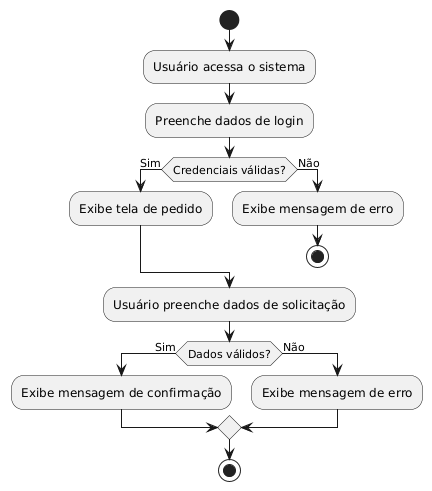 Usuário acessa o sistema
Preenche dados de login
Credenciais válidas?
Sim
Não
Exibe tela de pedido
Exibe mensagem de erro
Usuário preenche dados de solicitação
Dados válidos?
Sim
Não
Exibe mensagem de confirmação
Exibe mensagem de erro